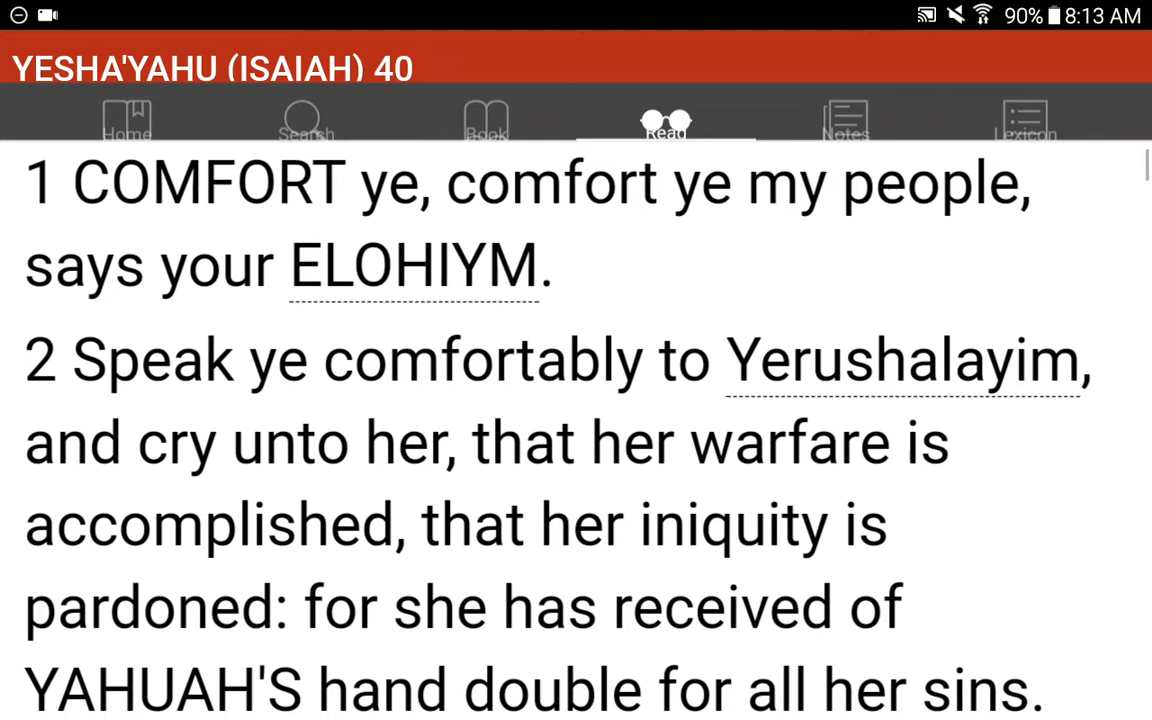 90% 8:13 AM
YESHA'YAHU (ISAIAH) 40
Home Search Book Read Notes Lexicon
1 COMFORT ye, comfort ye my people,
says your ELOHIYM.
2 Speak ye comfortably to Yerushalayim,
and cry unto her, that her warfare is
accomplished, that her iniquity is
pardoned: for she has received of
YAHUAH'S hand double for all her sins.